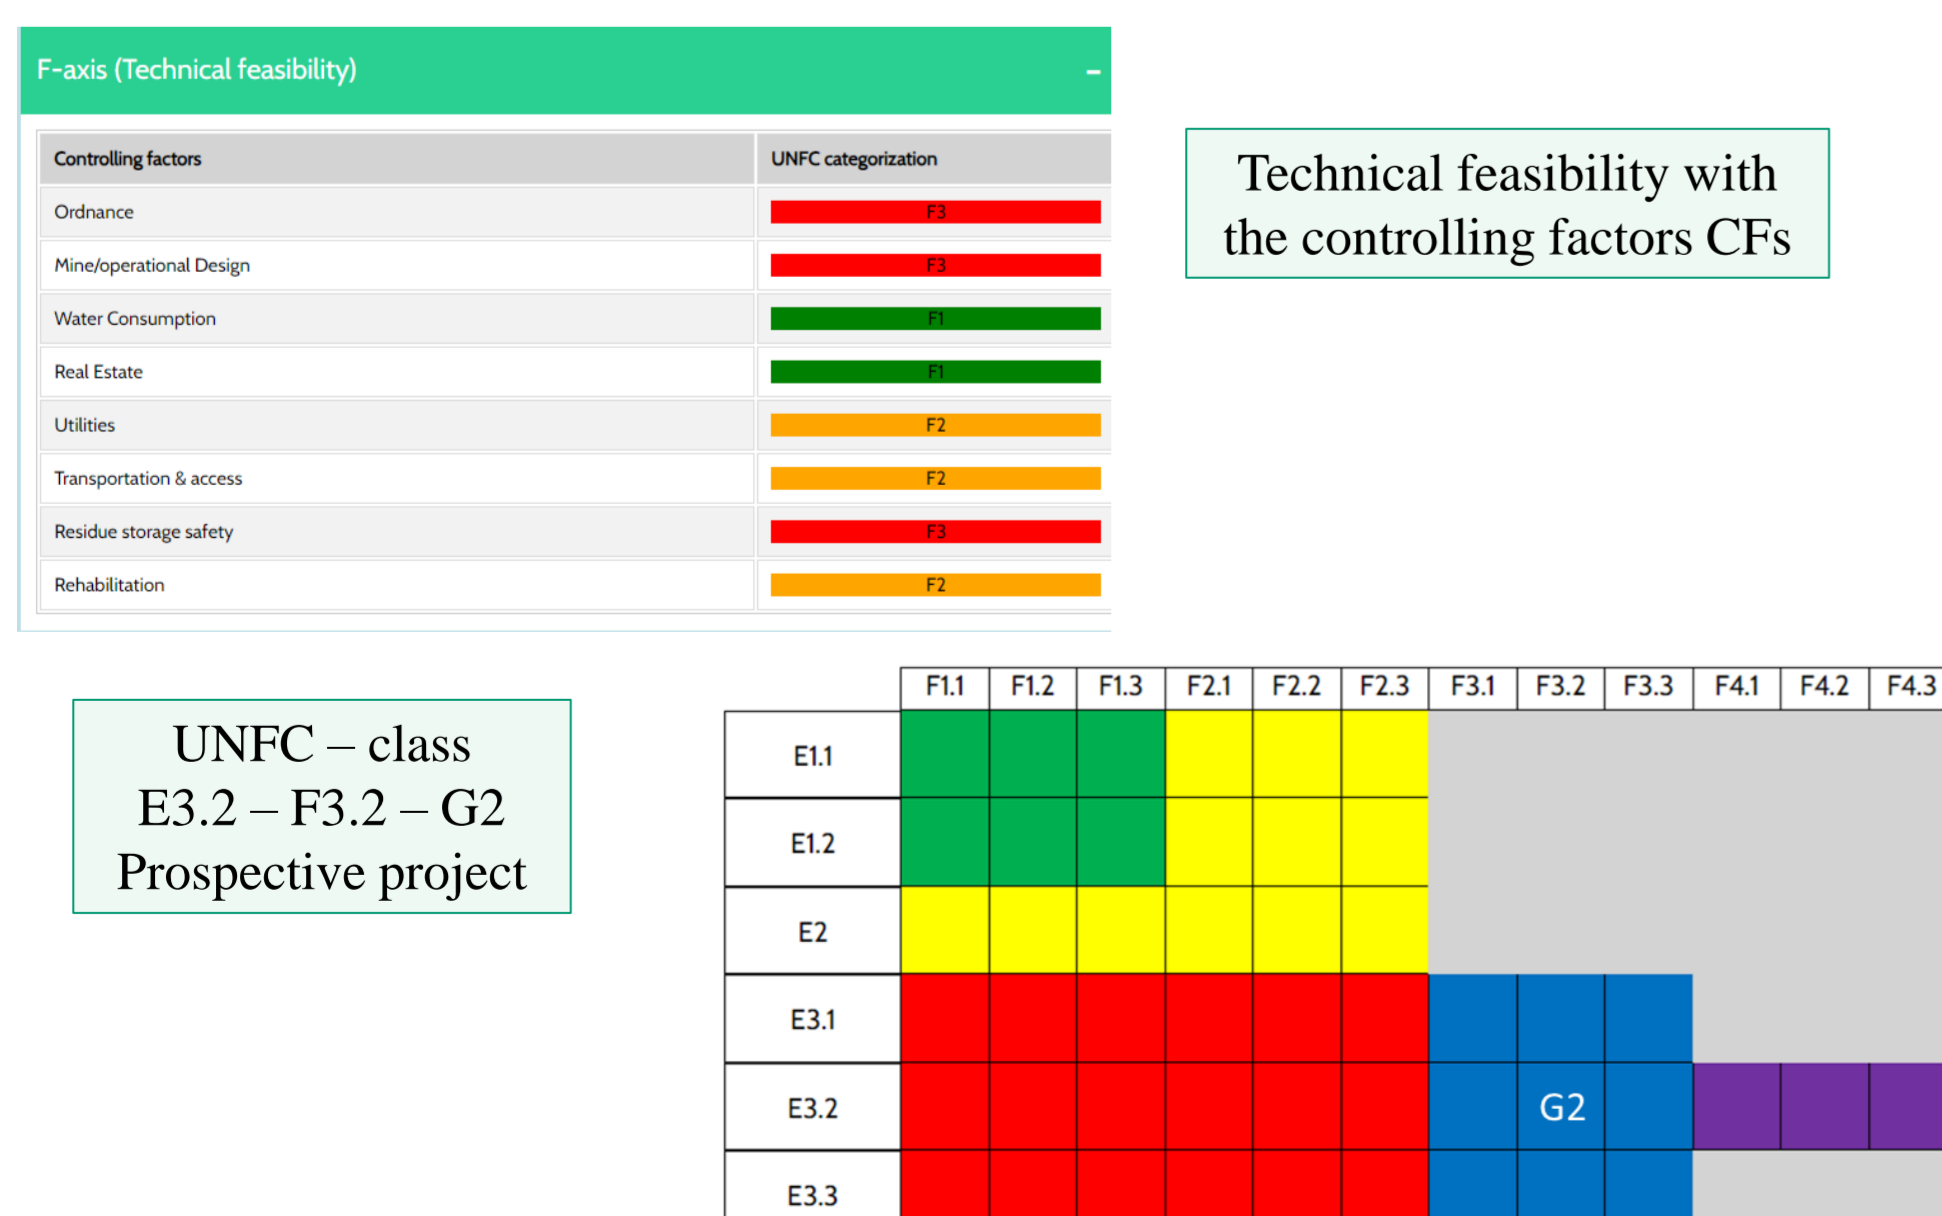 F-axis (Technical feasibility) –
Controlling factors UNFC categorization
Ordnance F3
Mine/operational Design F3
Water Consumption F1
Real Estate F1
Utilities F2
Transportation & access F2
Residue storage safety F3
Rehabilitation F2
Technical feasibility with
the controlling factors CFs
UNFC – class
E3.2 – F3.2 – G2
Prospective project
F1.1 F1.2 F1.3 F2.1 F2.2 F2.3 F3.1 F3.2 F3.3 F4.1 F4.2 F4.3
E1.1
E1.2
E2
E3.1
E3.2 G2
E3.3